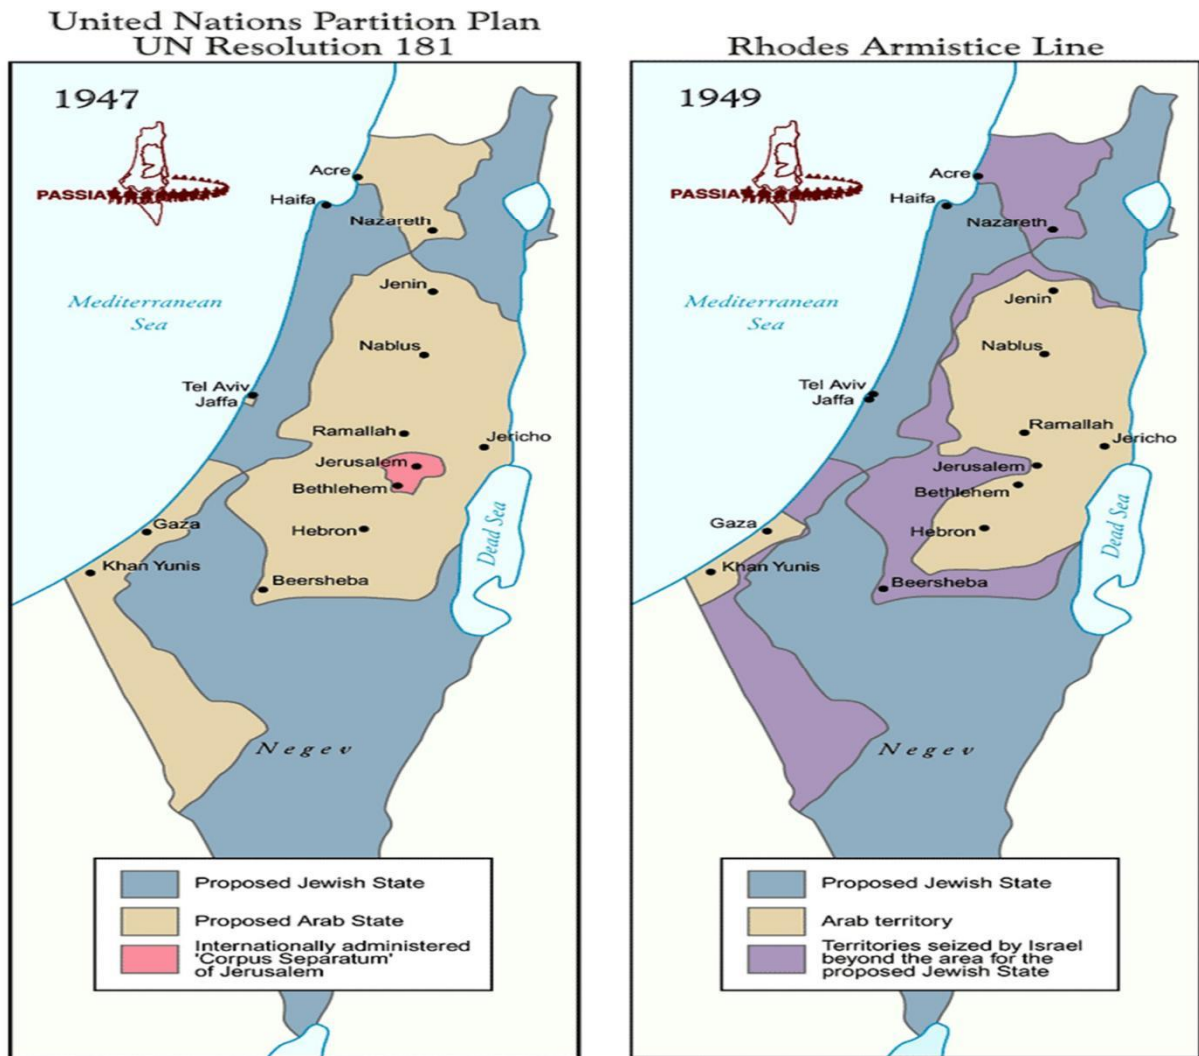 United Nations Partition Plan
UN Resolution 181
1947
PASSIA
Acre
Haifa
Nazareth
Mediterranean
Sea
Jenin
Nablus
Tel Aviv
Jaffa
Ramallah
Jericho
Jerusalem
Bethlehem
Gaza
Hebron
Dead Sea
Khan Yunis
Beersheba
Negev
Proposed Jewish State
Proposed Arab State
Internationally administered
'Corpus Separatum'
of Jerusalem
Rhodes Armistice Line
1949
PASSIA
Acre
Haifa
Nazareth
Mediterranean
Sea
Jenin
Nablus
Tel Aviv
Jaffa
Ramallah
Jericho
Jerusalem
Bethlehem
Gaza
Hebron
Dead Sea
Khan Yunis
Beersheba
Negev
Proposed Jewish State
Arab territory
Territories seized by Israel
beyond the area for the
proposed Jewish State